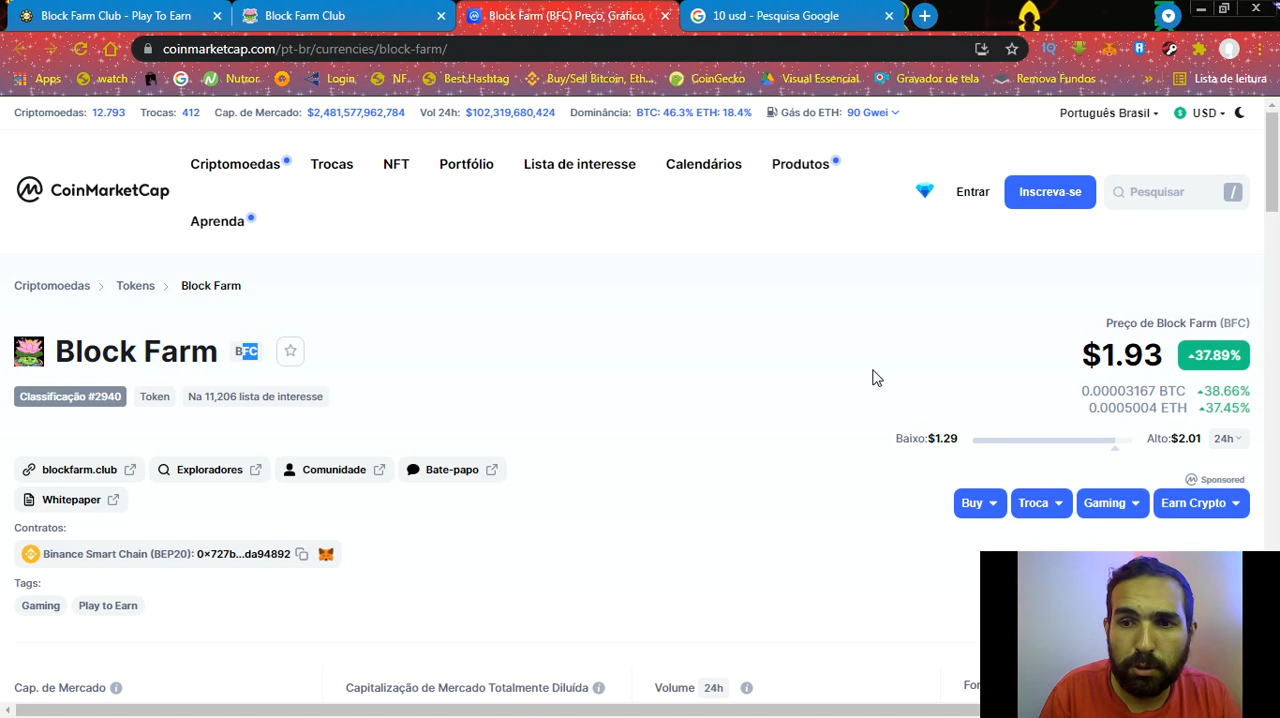 Block Farm Club - Play To Earn
Block Farm Club
Block Farm (BFC) Preço, Gráfico,
10 usd - Pesquisa Google
coinmarketcap.com/pt-br/currencies/block-farm/
Apps
watch
Nutror
Login
NF
Best.Hashtag
Buy/Sell Bitcoin, Eth...
CoinGecko
Visual Essencial
Gravador de tela
Remova Fundos
»
Lista de leitura
Criptomoedas: 12.793 Trocas: 412 Cap. de Mercado: $2,481,577,962,784 Vol 24h: $102,319,680,424 Dominância: BTC: 46.3% ETH: 18.4% Gás do ETH: 90 Gwei
Português Brasil
USD
Criptomoedas Trocas NFT Portfólio Lista de interesse Calendários Produtos
CoinMarketCap
Entrar
Inscreva-se
Pesquisar /
Aprenda
Criptomoedas > Tokens > Block Farm
Preço de Block Farm (BFC)
Block Farm BFC
$1.93 37.89%
0.00003167 BTC 38.66%
0.0005004 ETH 37.45%
Classificação #2940 Token Na 11,206 lista de interesse
Baixo:$1.29 Alto:$2.01 24h
blockfarm.club Exploradores Comunidade Bate-papo
Sponsored
Whitepaper
Buy Troca Gaming Earn Crypto
Contratos:
Binance Smart Chain (BEP20): 0x727b...da94892
Tags:
Gaming Play to Earn
Cap. de Mercado
Capitalização de Mercado Totalmente Diluída
Volume 24h
For